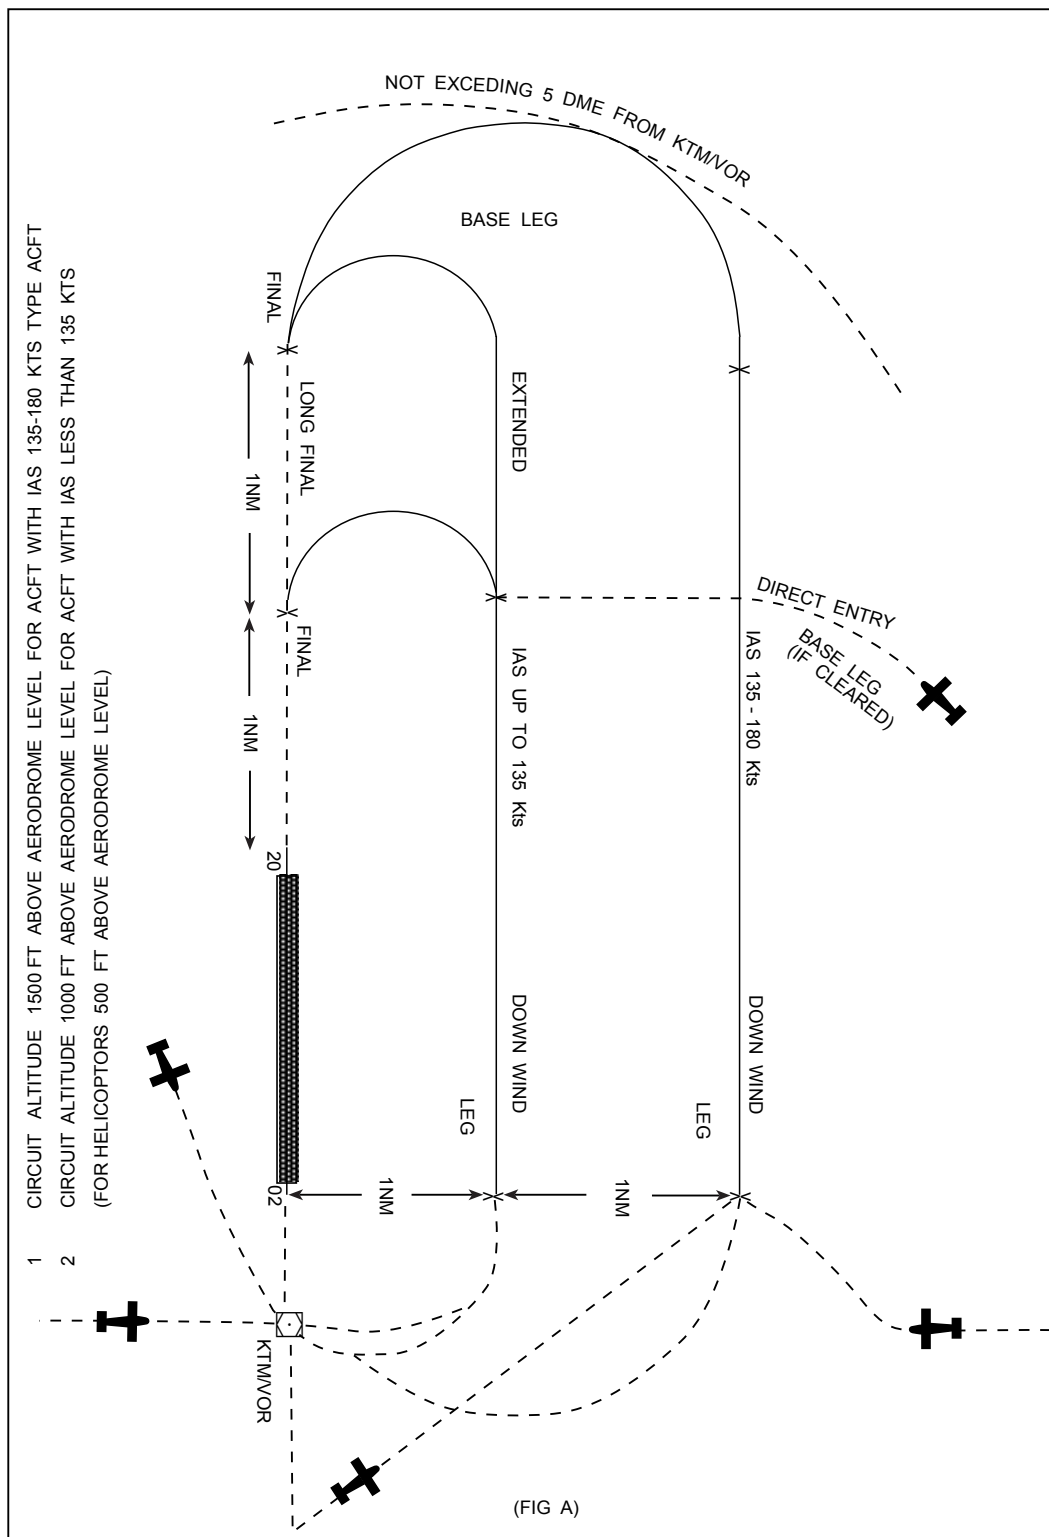 NOT EXCEDING 5 DME FROM KTM/VOR
BASE LEG
FINAL
LONG FINAL
EXTENDED
1NM
DIRECT ENTRY
BASE LEG
(IF CLEARED)
FINAL
IAS UP TO 135 Kts
IAS 135 - 180 Kts
1NM
20
DOWN WIND
LEG
DOWN WIND
LEG
02
1NM
1NM
KTM/VOR
(FIG A)
1 CIRCUIT ALTITUDE 1500 FT ABOVE AERODROME LEVEL FOR ACFT WITH IAS 135-180 KTS TYPE ACFT
2 CIRCUIT ALTITUDE 1000 FT ABOVE AERODROME LEVEL FOR ACFT WITH IAS LESS THAN 135 KTS
(FOR HELICOPTORS 500 FT ABOVE AERODROME LEVEL)